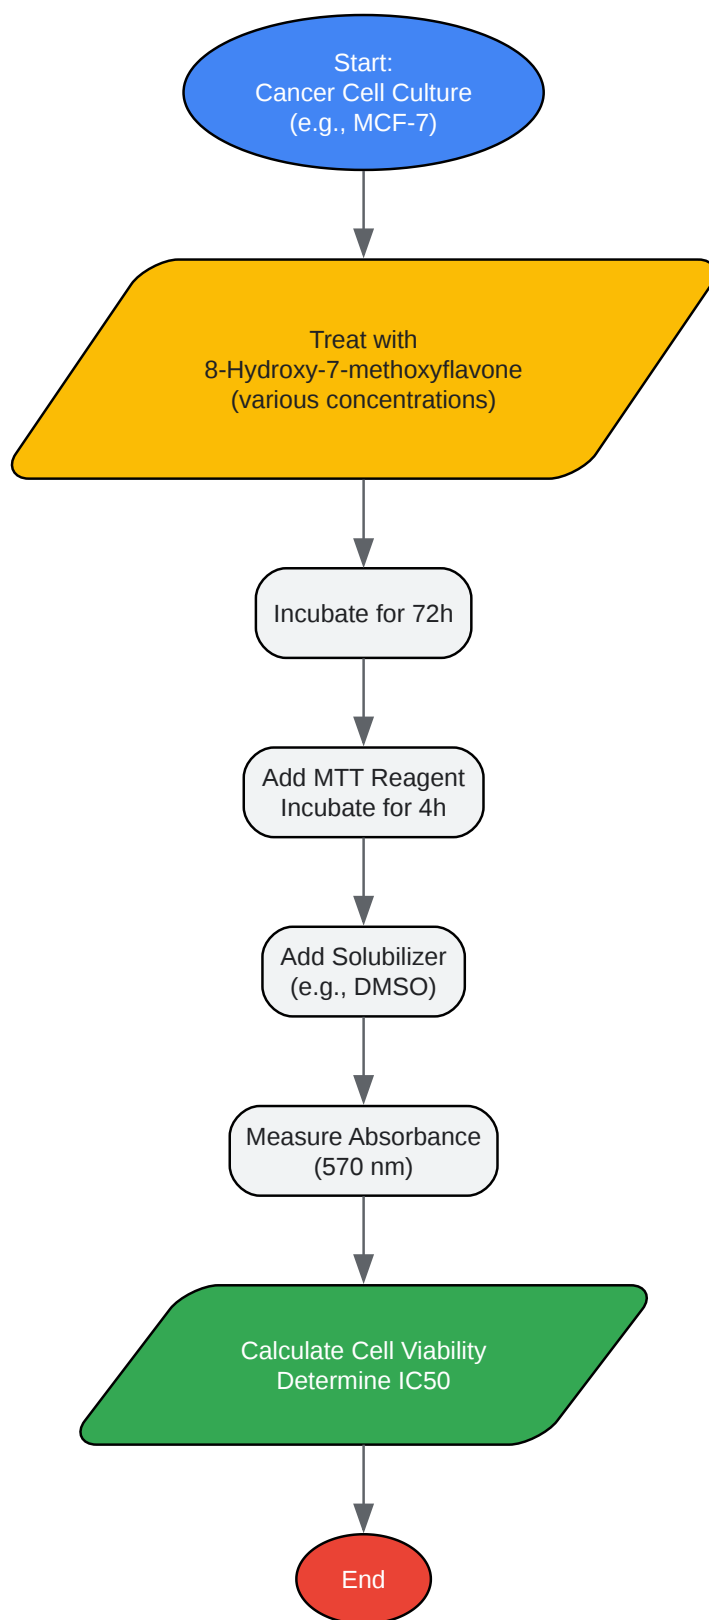 Start:
Cancer Cell Culture
(e.g., MCF-7)
Treat with
8-Hydroxy-7-methoxyflavone
(various concentrations)
Incubate for 72h
Add MTT Reagent
Incubate for 4h
Add Solubilizer
(e.g., DMSO)
Measure Absorbance
(570 nm)
Calculate Cell Viability
Determine IC50
End